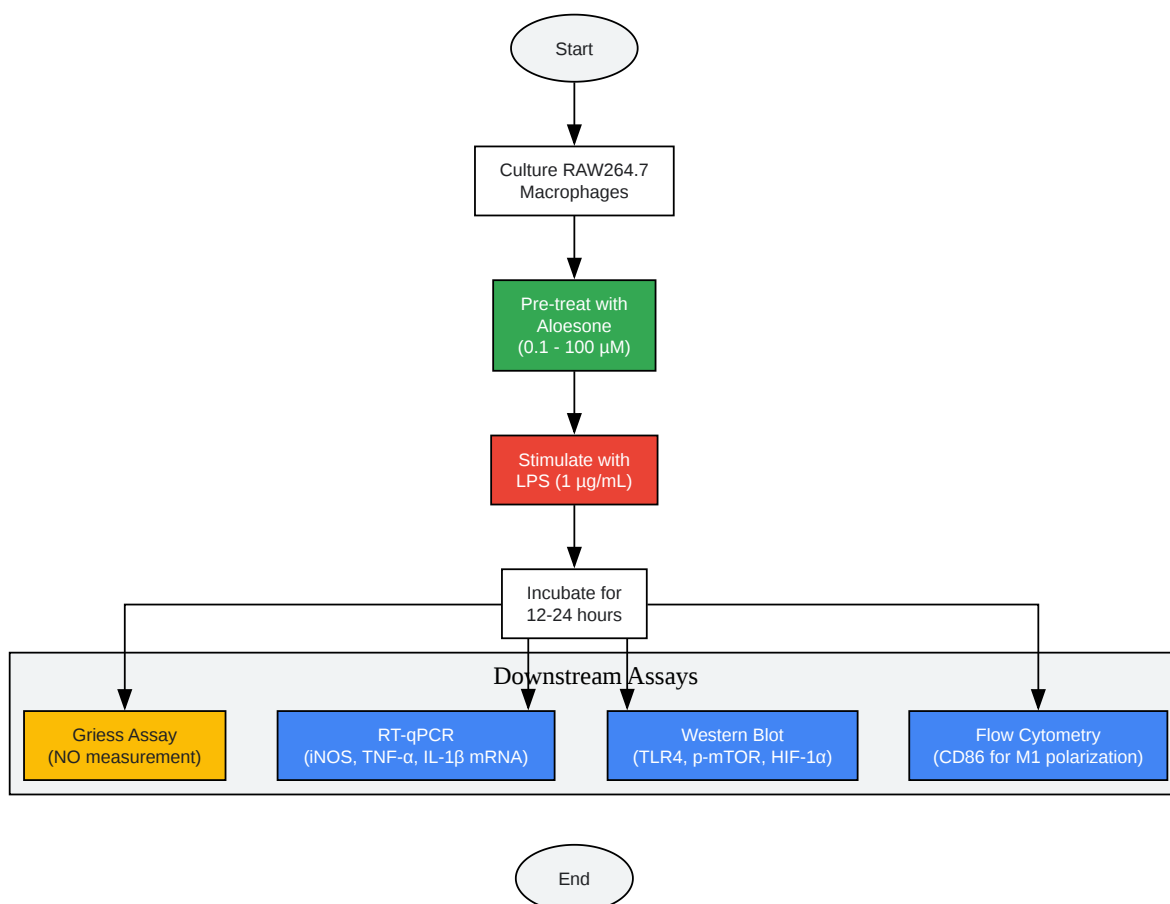 Start
Culture RAW264.7
Macrophages
Pre-treat with
Aloesone
(0.1 - 100 µM)
Stimulate with
LPS (1 µg/mL)
Incubate for
12-24 hours
Downstream Assays
Griess Assay
(NO measurement)
RT-qPCR
(iNOS, TNF-α, IL-1β mRNA)
Western Blot
(TLR4, p-mTOR, HIF-1α)
Flow Cytometry
(CD86 for M1 polarization)
End